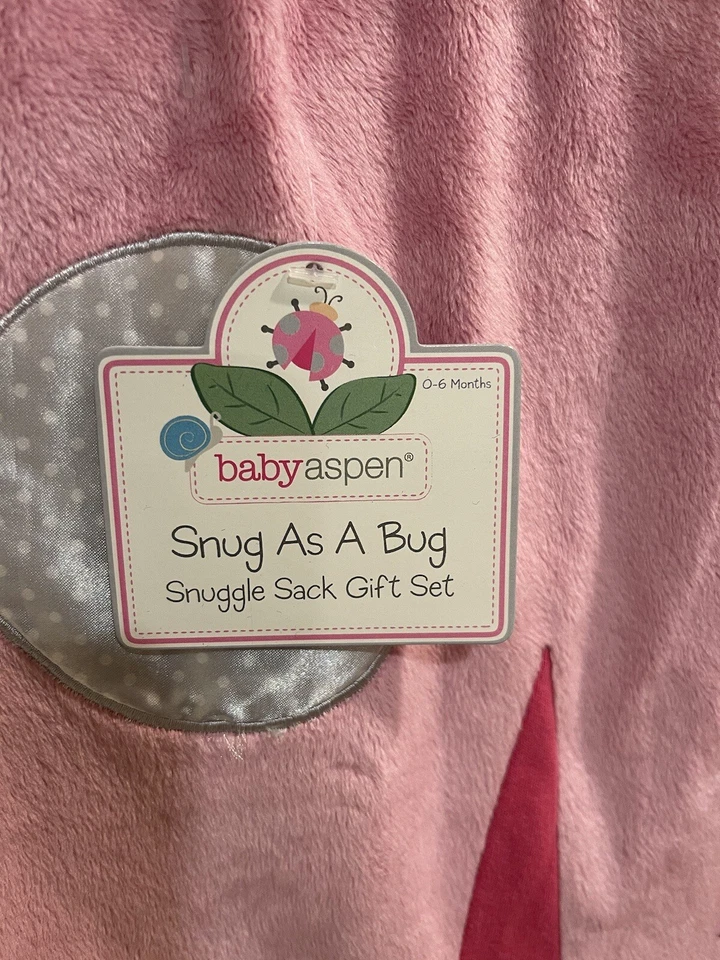 0-6 Months
babyaspen®
Snug As A Bug
Snuggle Sack Gift Set